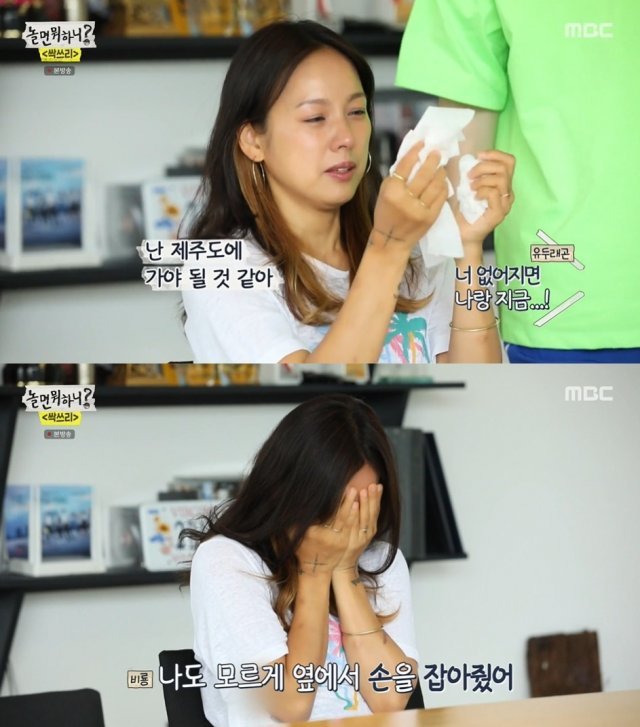 놀면 뭐하니?
<싹쓰리>
본방송
MBC
난 제주도에
가야 될 것 같아
유두래곤
너 없어지면
나랑 지금...!
놀면 뭐하니?
<싹쓰리>
본방송
MBC
비룡 나도 모르게 옆에서 손을 잡아줬어